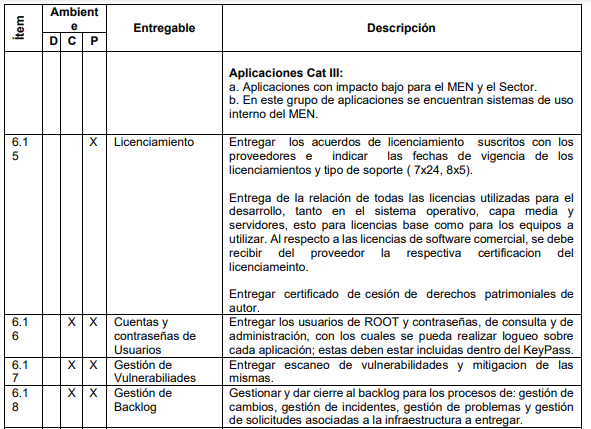 Ítem
Ambient
e
Entregable
Descripción
D C P
Aplicaciones Cat III:
a. Aplicaciones con impacto bajo para el MEN y el Sector.
b. En este grupo de aplicaciones se encuentran sistemas de uso
interno del MEN.
6.1
5
X
Licenciamiento
Entregar los acuerdos de licenciamiento suscritos con los
proveedores e indicar las fechas de vigencia de los
licenciamientos y tipo de soporte ( 7x24, 8x5).
Entrega de la relación de todas las licencias utilizadas para el
desarrollo, tanto en el sistema operativo, capa media y
servidores, esto para licencias base como para los equipos a
utilizar. Al respecto a las licencias de software comercial, se debe
recibir del proveedor la respectiva certificacion del
licenciameinto.
Entregar certificado de cesión de derechos patrimoniales de
autor.
6.1
6
X X
Cuentas y
contraseñas de
Usuarios
Entregar los usuarios de ROOT y contraseñas, de consulta y de
administración, con los cuales se pueda realizar logueo sobre
cada aplicación; estas deben estar incluidas dentro del KeyPass.
6.1
7
X X
Gestión de
Vulnerabiliades
Entregar escaneo de vulnerabilidades y mitigacion de las
mismas.
6.1
8
X X
Gestión de
Backlog
Gestionar y dar cierre al backlog para los procesos de: gestión de
cambios, gestión de incidentes, gestión de problemas y gestión
de solicitudes asociadas a la infraestructura a entregar.